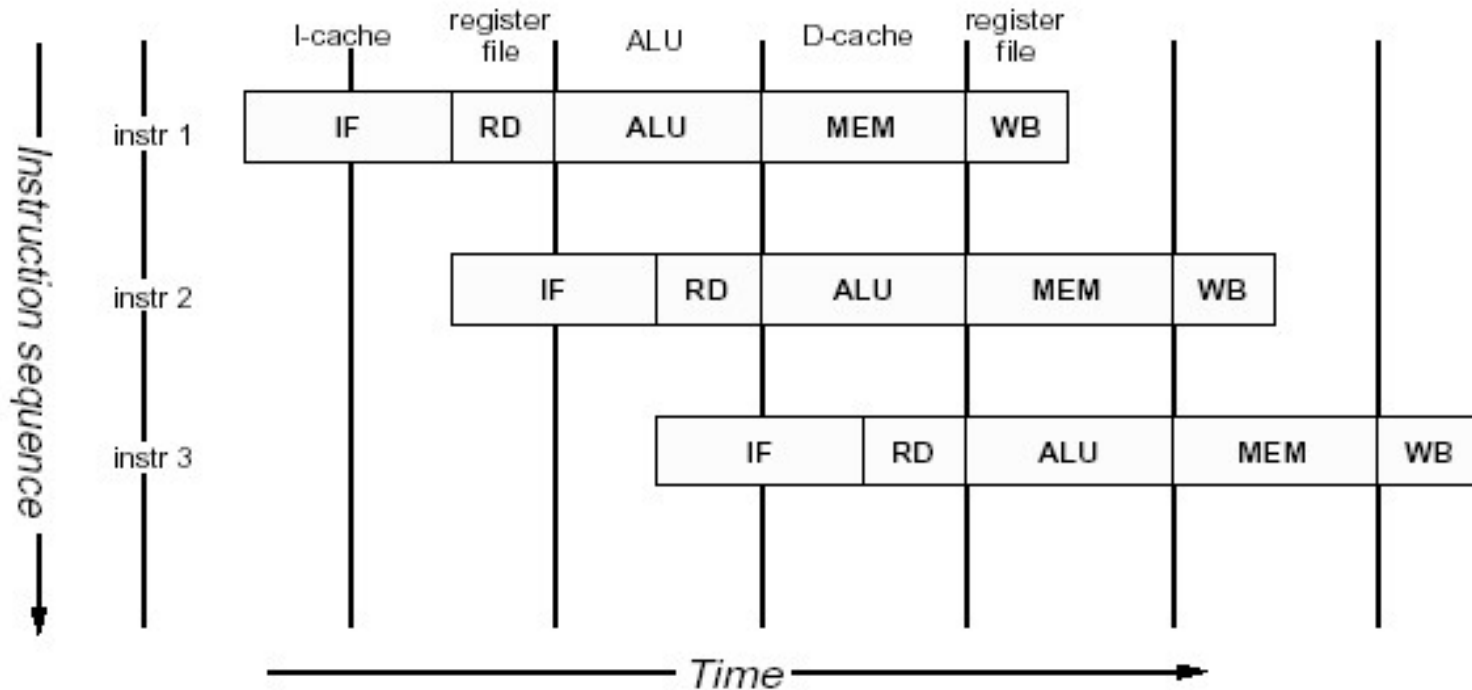 I-cache
register
file
ALU
D-cache
register
file
instr 1
IF
RD
ALU
MEM
WB
instr 2
IF
RD
ALU
MEM
WB
instr 3
IF
RD
ALU
MEM
WB
Instruction sequence
Time